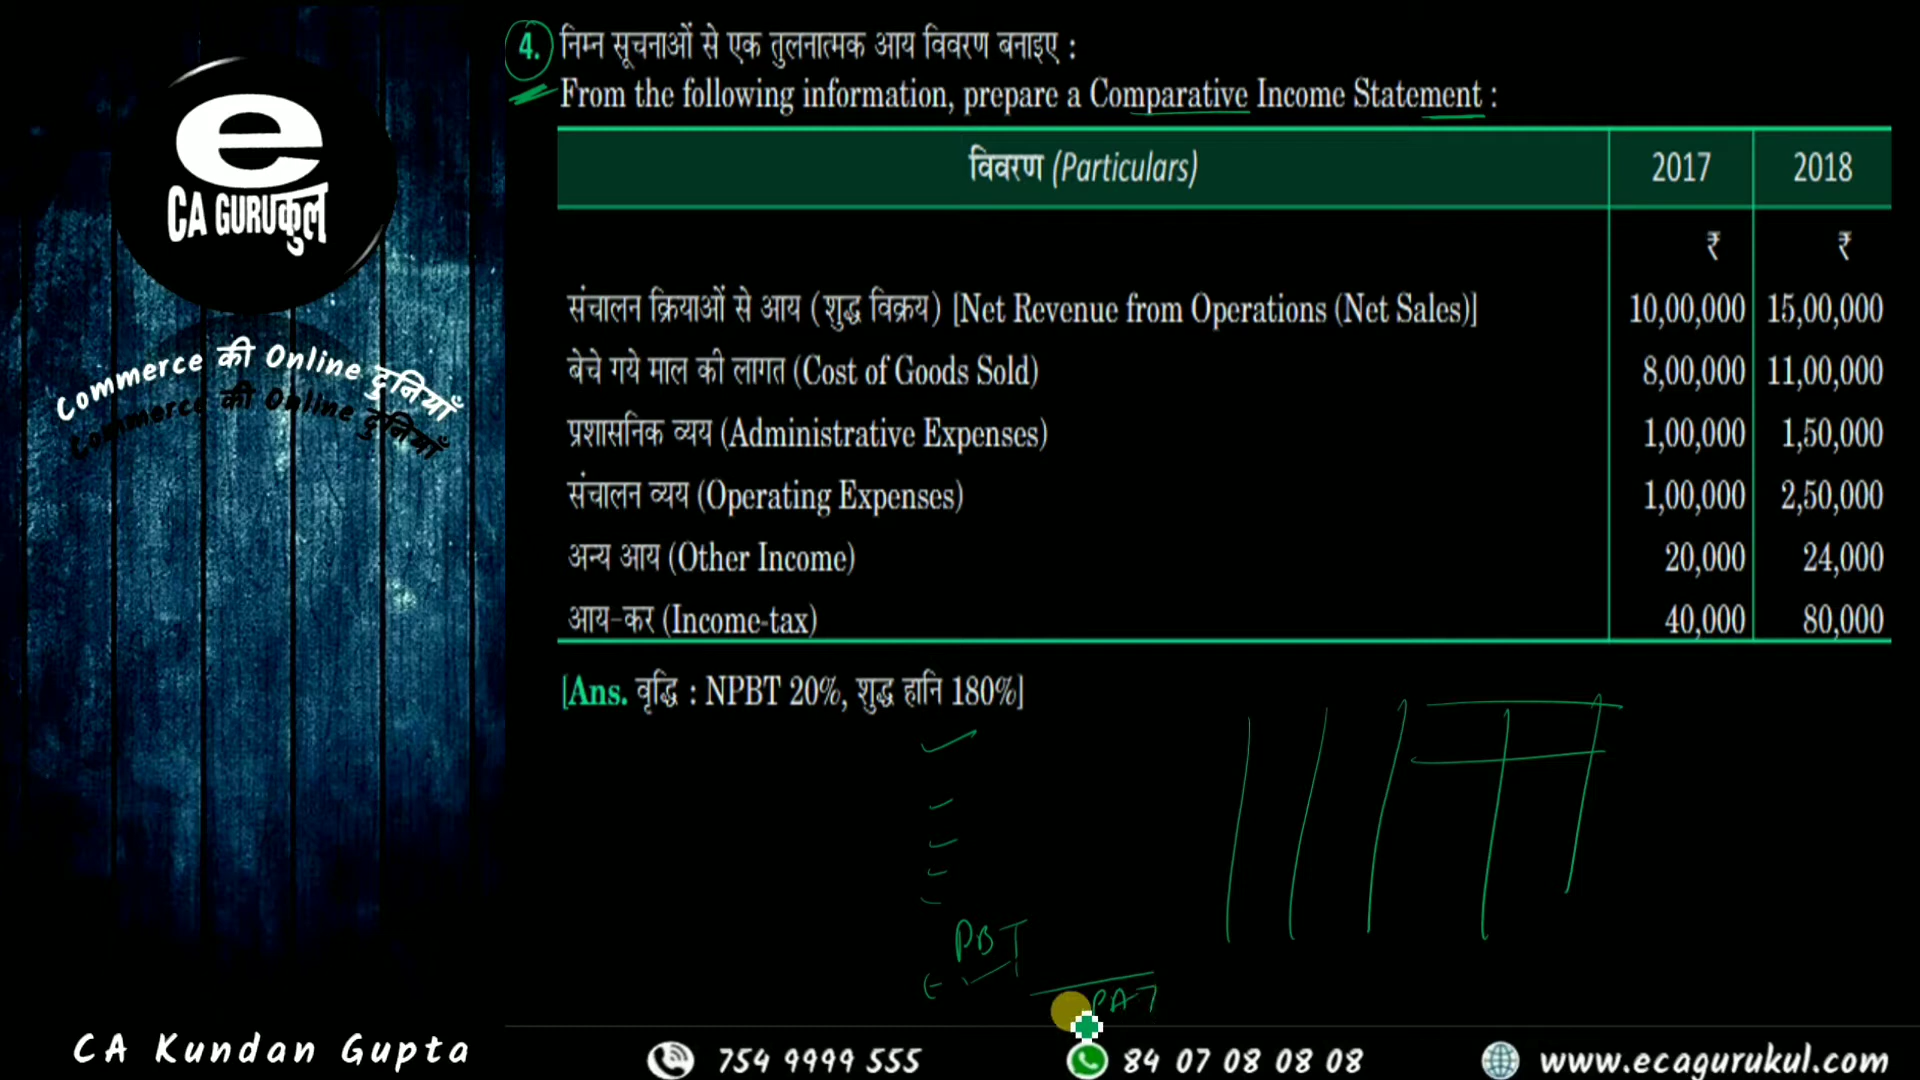 e
CA GURUकुल
Commerce की Online दुनियाँ
Commerce की Online दुनियाँ
4. निम्न सूचनाओं से एक तुलनात्मक आय विवरण बनाइए :
From the following information, prepare a Comparative Income Statement :
विवरण (Particulars) 2017 2018
₹ ₹
संचालन क्रियाओं से आय (शुद्ध विक्रय) [Net Revenue from Operations (Net Sales)] 10,00,000 15,00,000
बेचे गये माल की लागत (Cost of Goods Sold) 8,00,000 11,00,000
प्रशासनिक व्यय (Administrative Expenses) 1,00,000 1,50,000
संचालन व्यय (Operating Expenses) 1,00,000 2,50,000
अन्य आय (Other Income) 20,000 24,000
आय-कर (Income-tax) 40,000 80,000
[Ans. वृद्धि : NPBT 20%, शुद्ध हानि 180%]
PBT
PAT
CA Kundan Gupta
754 9999 555
84 07 08 08 08
www.ecagurukul.com